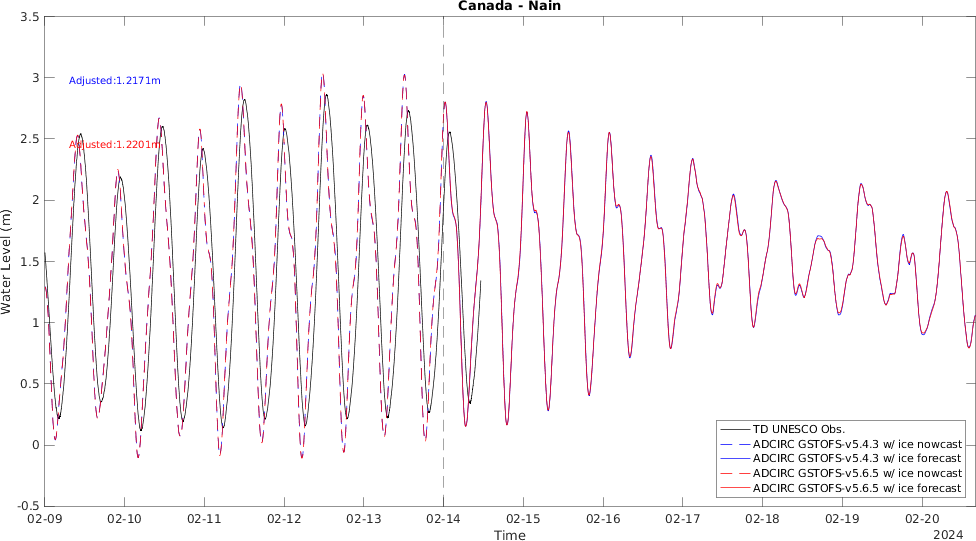 Canada - Nain
3.5
3
2.5
2
1.5
1
0.5
0
-0.5
Water Level (m)
Adjusted:1.2171m
Adjusted:1.2201m
TD UNESCO Obs.
ADCIRC GSTOFS-v5.4.3 w/ ice nowcast
ADCIRC GSTOFS-v5.4.3 w/ ice forecast
ADCIRC GSTOFS-v5.6.5 w/ ice nowcast
ADCIRC GSTOFS-v5.6.5 w/ ice forecast
02-09 02-10 02-11 02-12 02-13 02-14 02-15 02-16 02-17 02-18 02-19 02-20
Time
2024